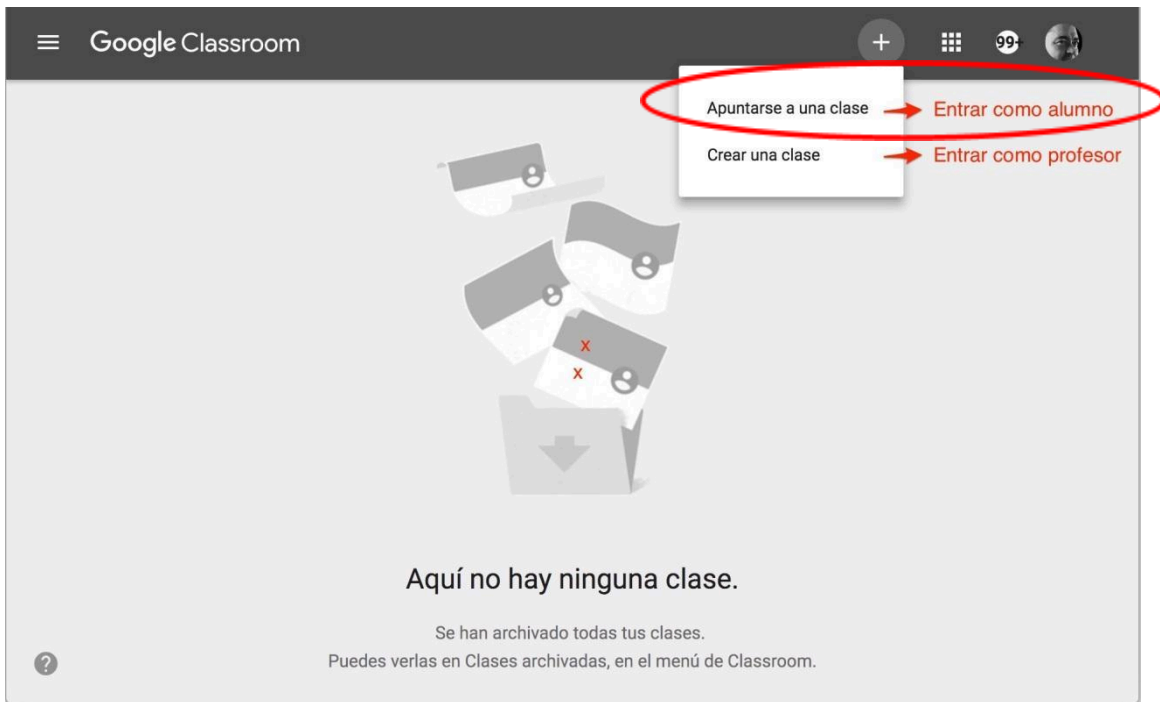 Google Classroom
+
99+
Apuntarse a una clase Entrar como alumno
Crear una clase Entrar como profesor
x
x
Aquí no hay ninguna clase.
Se han archivado todas tus clases.
Puedes verlas en Clases archivadas, en el menú de Classroom.
?